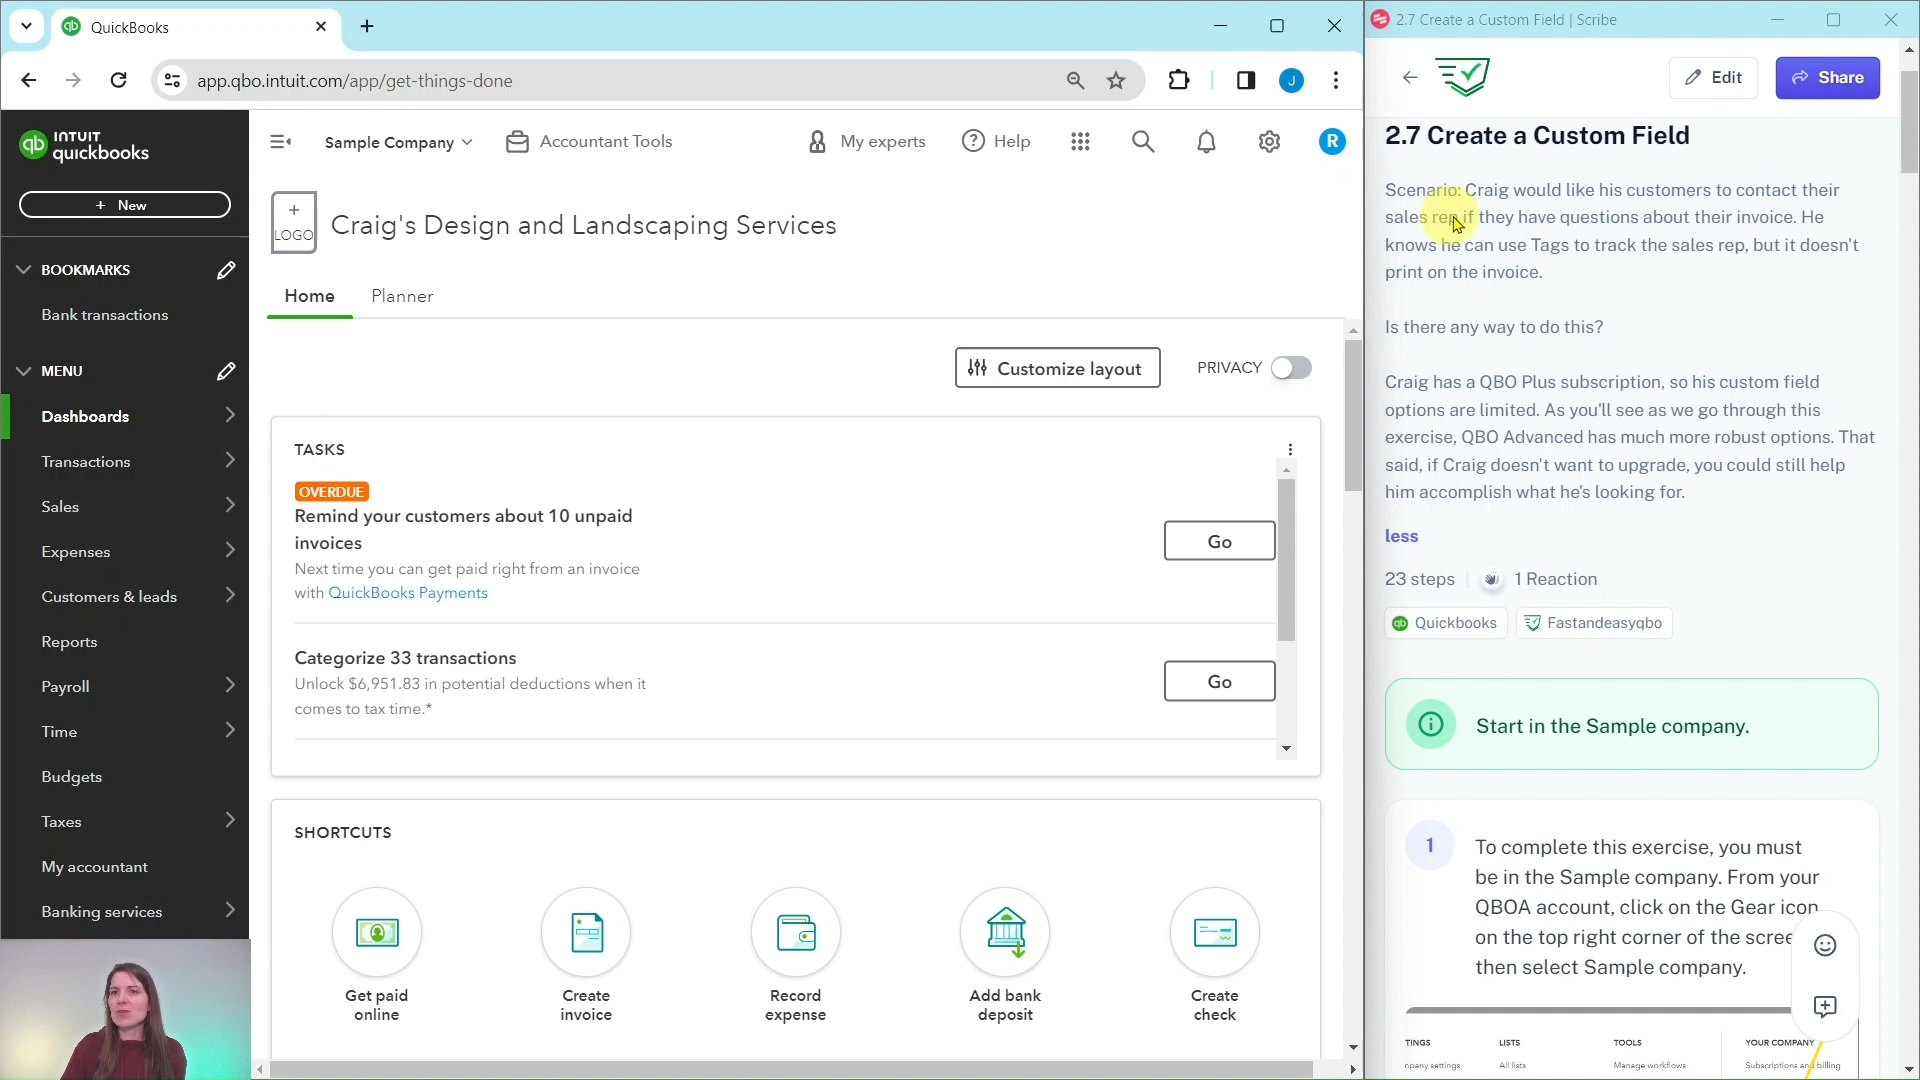 QuickBooks
2.7 Create a Custom Field | Scribe
app.qbo.intuit.com/app/get-things-done
J
Edit
Share
qb INTUIT quickbooks
Sample Company
Accountant Tools
My experts
Help
R
+ New
+ LOGO
Craig's Design and Landscaping Services
BOOKMARKS
Bank transactions
MENU
Dashboards
Transactions
Sales
Expenses
Customers & leads
Reports
Payroll
Time
Budgets
Taxes
My accountant
Banking services
Home
Planner
Customize layout
PRIVACY
TASKS
OVERDUE
Remind your customers about 10 unpaid
invoices
Next time you can get paid right from an invoice
with QuickBooks Payments
Go
Categorize 33 transactions
Unlock $6,951.83 in potential deductions when it
comes to tax time.*
Go
SHORTCUTS
Get paid
online
Create
invoice
Record
expense
Add bank
deposit
Create
check
2.7 Create a Custom Field
Scenario: Craig would like his customers to contact their
sales rep if they have questions about their invoice. He
knows he can use Tags to track the sales rep, but it doesn't
print on the invoice.
Is there any way to do this?
Craig has a QBO Plus subscription, so his custom field
options are limited. As you'll see as we go through this
exercise, QBO Advanced has much more robust options. That
said, if Craig doesn't want to upgrade, you could still help
him accomplish what he's looking for.
less
23 steps
1 Reaction
qb Quickbooks
Fastandeasyqbo
Start in the Sample company.
1
To complete this exercise, you must
be in the Sample company. From your
QBOA account, click on the Gear icon
on the top right corner of the scree
then select Sample company.
TINGS
LISTS
TOOLS
YOUR COMPANY
npany settings
All lists
Manage workflows
Subscriptions and billing